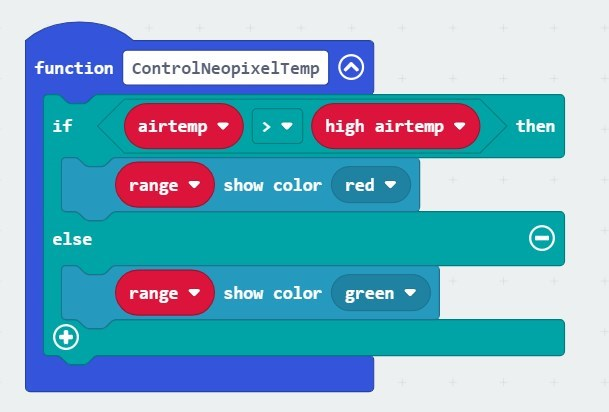 function ControlNeopixelTemp
if airtemp > high airtemp then
range show color red
else
range show color green